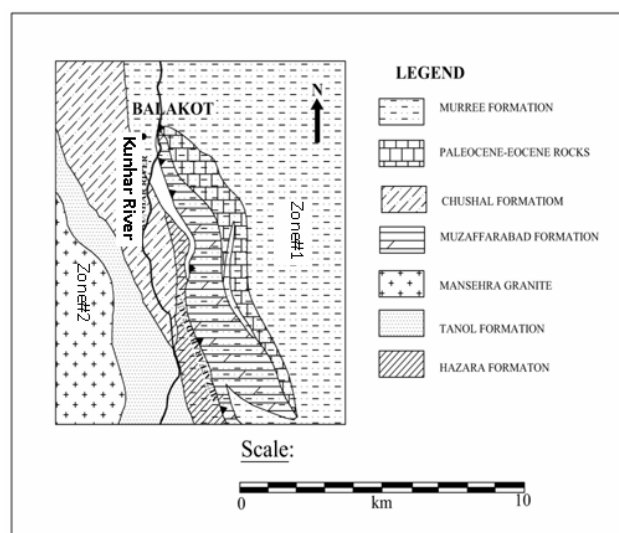 LEGEND
N
BALAKOT
Kunhar River
Zone#1
Zone#2
MURREE FORMATION
PALEOCENE-EOCENE ROCKS
CHUSHAL FORMATIOM
MUZAFFARABAD FORMATION
MANSEHRA GRANITE
TANOL FORMATION
HAZARA FORMATON
Scale:
0
km
10